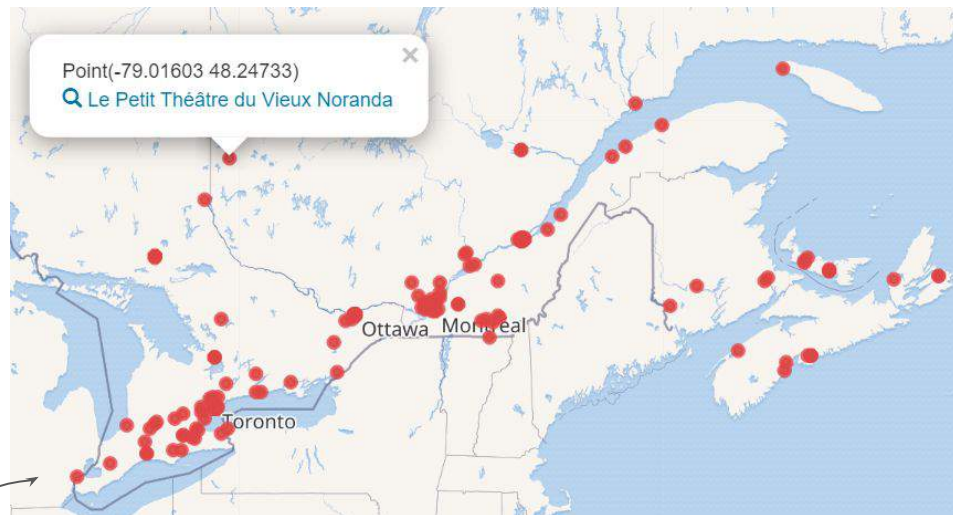 Point(-79.01603 48.24733)
×
Le Petit Théâtre du Vieux Noranda
Ottawa
Montreal
Toronto